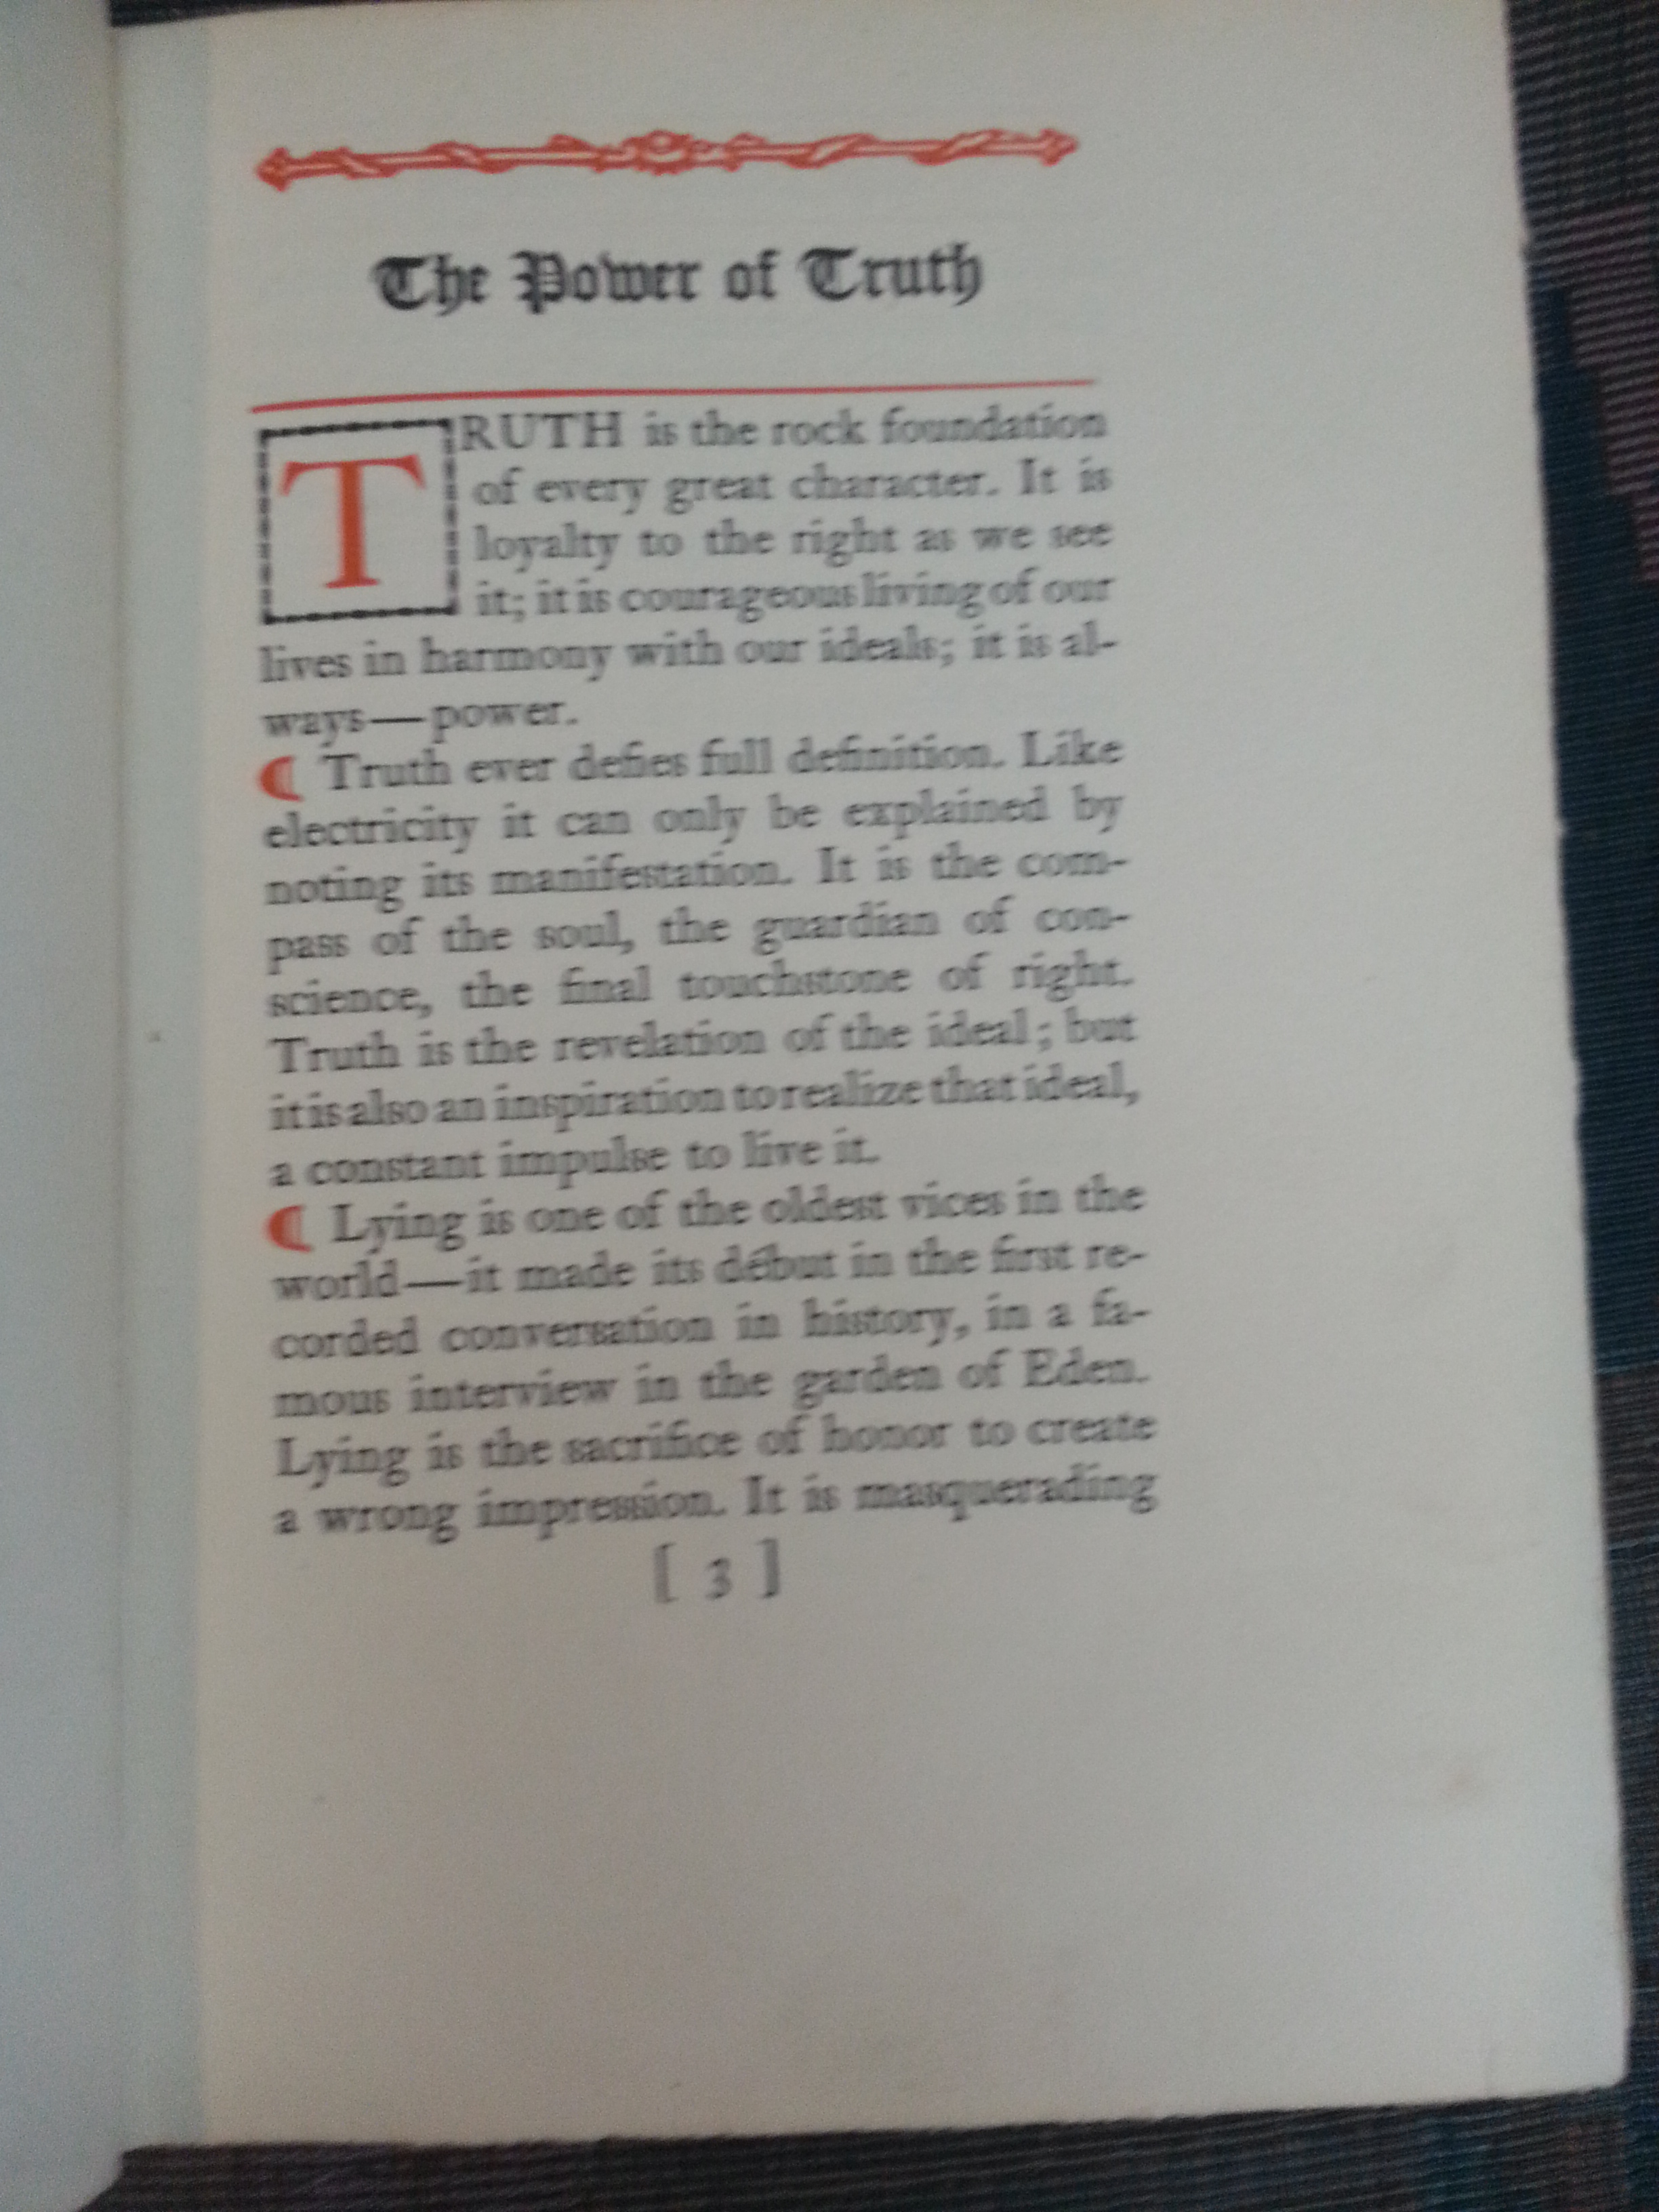 The Power of Truth
TRUTH is the rock foundation
of every great character. It is
loyalty to the right as we see
it; it is courageous living of our
lives in harmony with our ideals; it is al-
ways—power.
¶ Truth ever defies full definition. Like
electricity it can only be explained by
noting its manifestation. It is the com-
pass of the soul, the guardian of con-
science, the final touchstone of right.
Truth is the revelation of the ideal; but
it is also an inspiration to realize that ideal,
a constant impulse to live it.
¶ Lying is one of the oldest vices in the
world—it made its début in the first re-
corded conversation in history, in a fa-
mous interview in the garden of Eden.
Lying is the sacrifice of honor to create
a wrong impression. It is masquerading
[ 3 ]